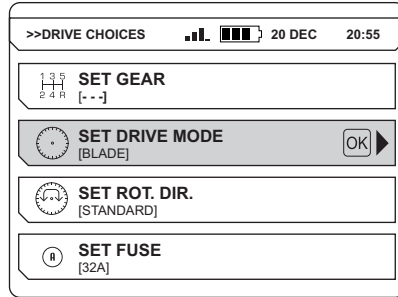 >>DRIVE CHOICES 20 DEC 20:55
1 3 5
2 4 R
SET GEAR
[- - -]
SET DRIVE MODE
[BLADE]
OK
SET ROT. DIR.
[STANDARD]
A
SET FUSE
[32A]